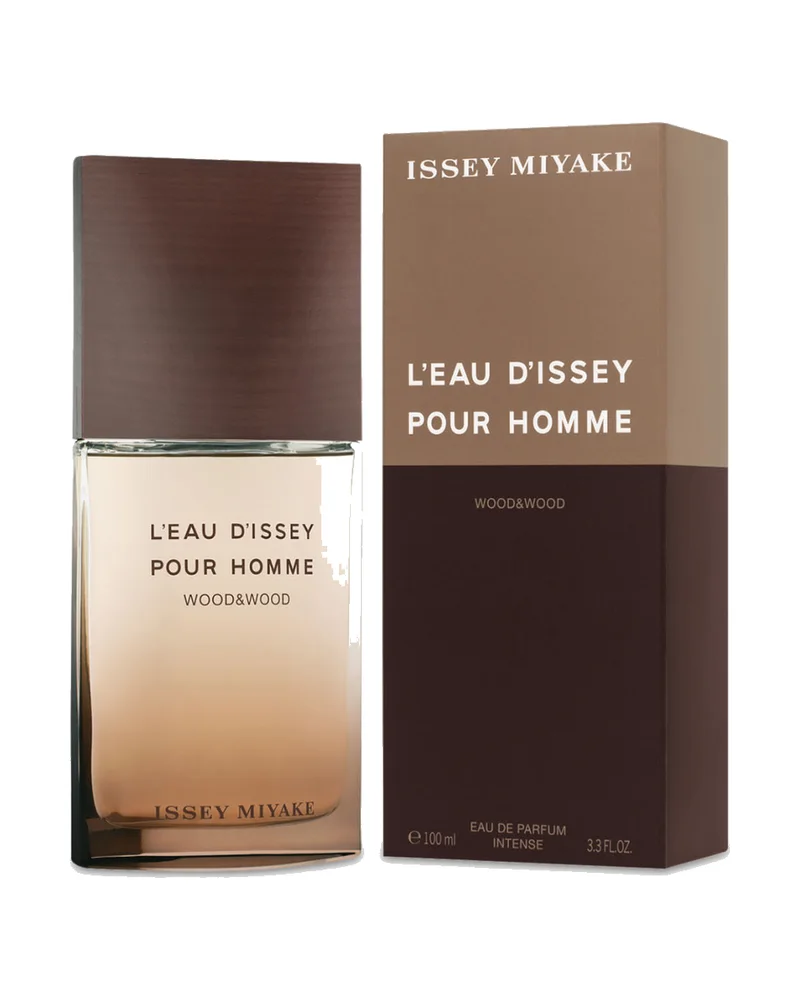 L'EAU D'ISSEY
POUR HOMME
WOOD&WOOD
ISSEY MIYAKE
ISSEY MIYAKE
L'EAU D'ISSEY
POUR HOMME
WOOD&WOOD
℮ 100 ml
EAU DE PARFUM
INTENSE
3.3 FL.OZ.